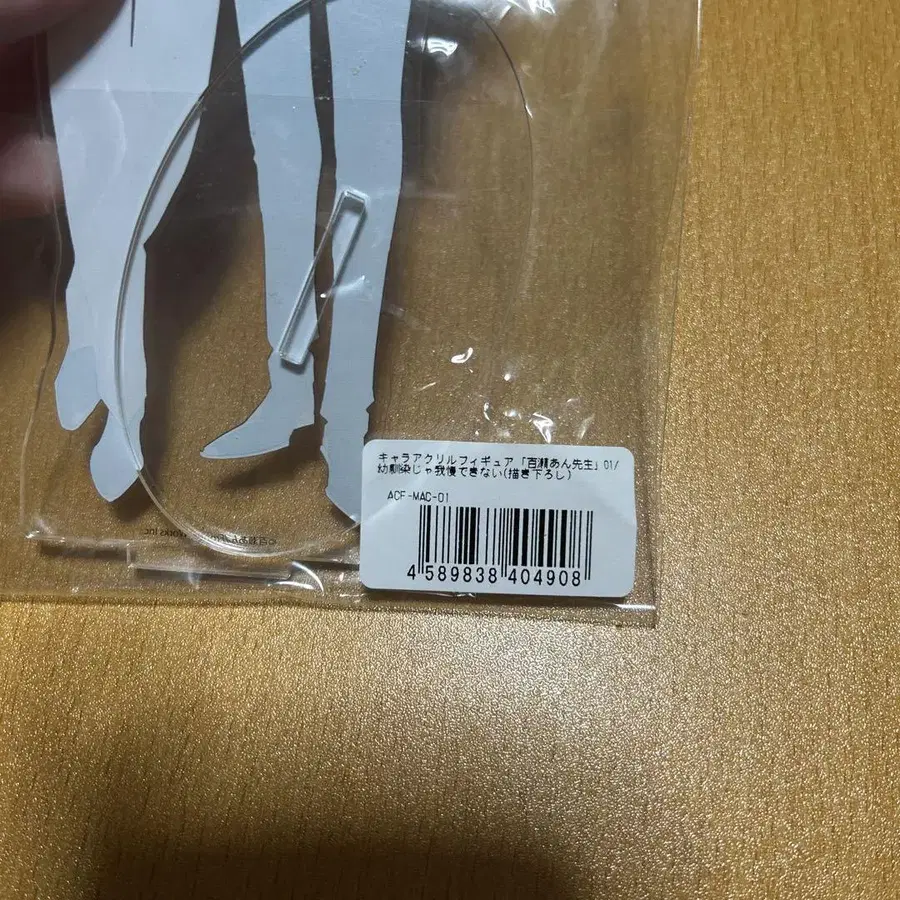 キャラアクリルフィギュア「百瀬あん先生」01/
幼馴染じゃ我慢できない(描き下ろし)
ACF-MAC-01
4 589838 404908